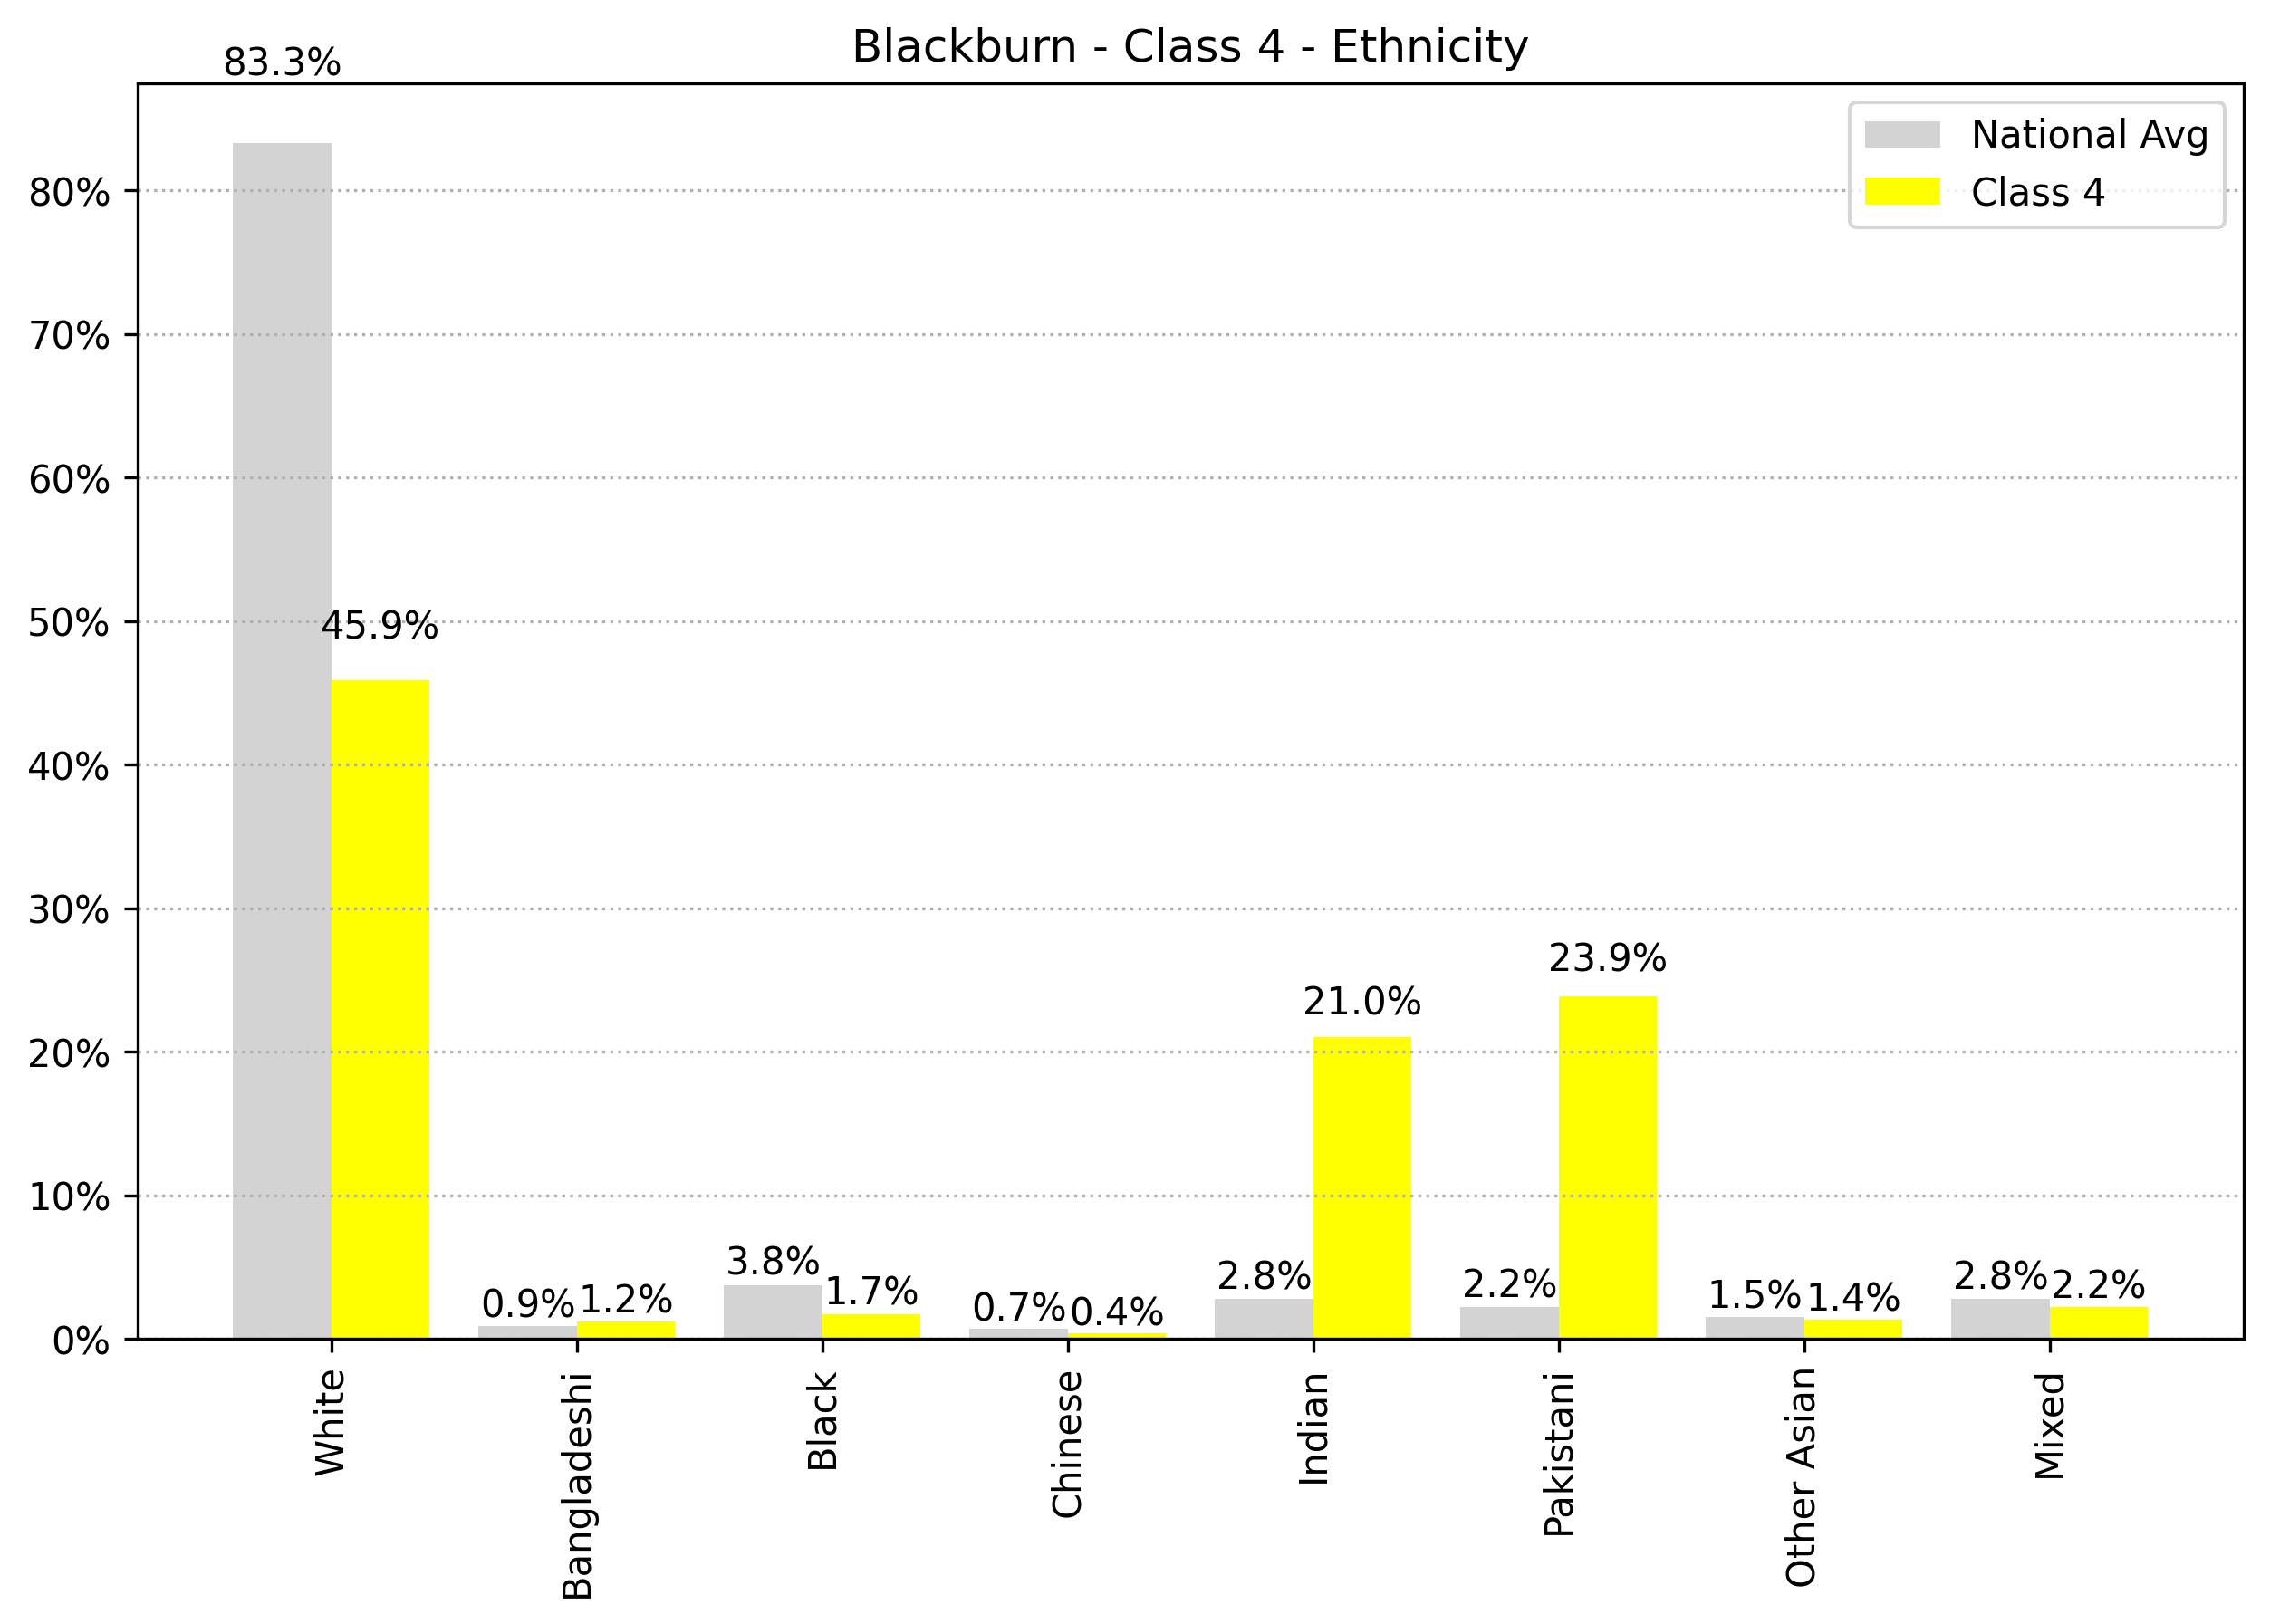 Blackburn - Class 4 - Ethnicity
83.3%
National Avg
Class 4
80%
70%
60%
50%
40%
30%
20%
10%
0%
45.9%
0.9%
1.2%
3.8%
1.7%
0.7%
0.4%
2.8%
21.0%
2.2%
23.9%
1.5%
1.4%
2.8%
2.2%
White
Bangladeshi
Black
Chinese
Indian
Pakistani
Other Asian
Mixed